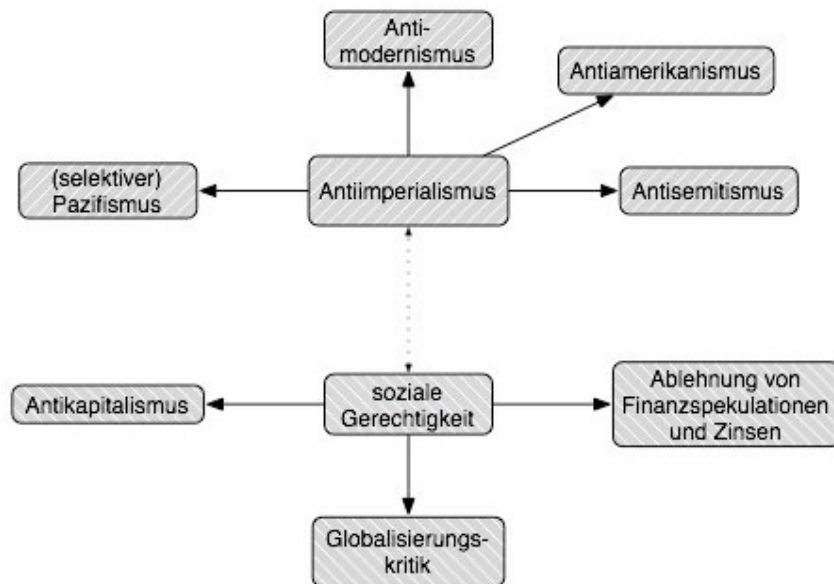 Anti-
modernismus
Antiamerikanismus
(selektiver)
Pazifismus
Antiimperialismus
Antisemitismus
Antikapitalismus
soziale
Gerechtigkeit
Ablehnung von
Finanzspekulationen
und Zinsen
Globalisierungs-
kritik